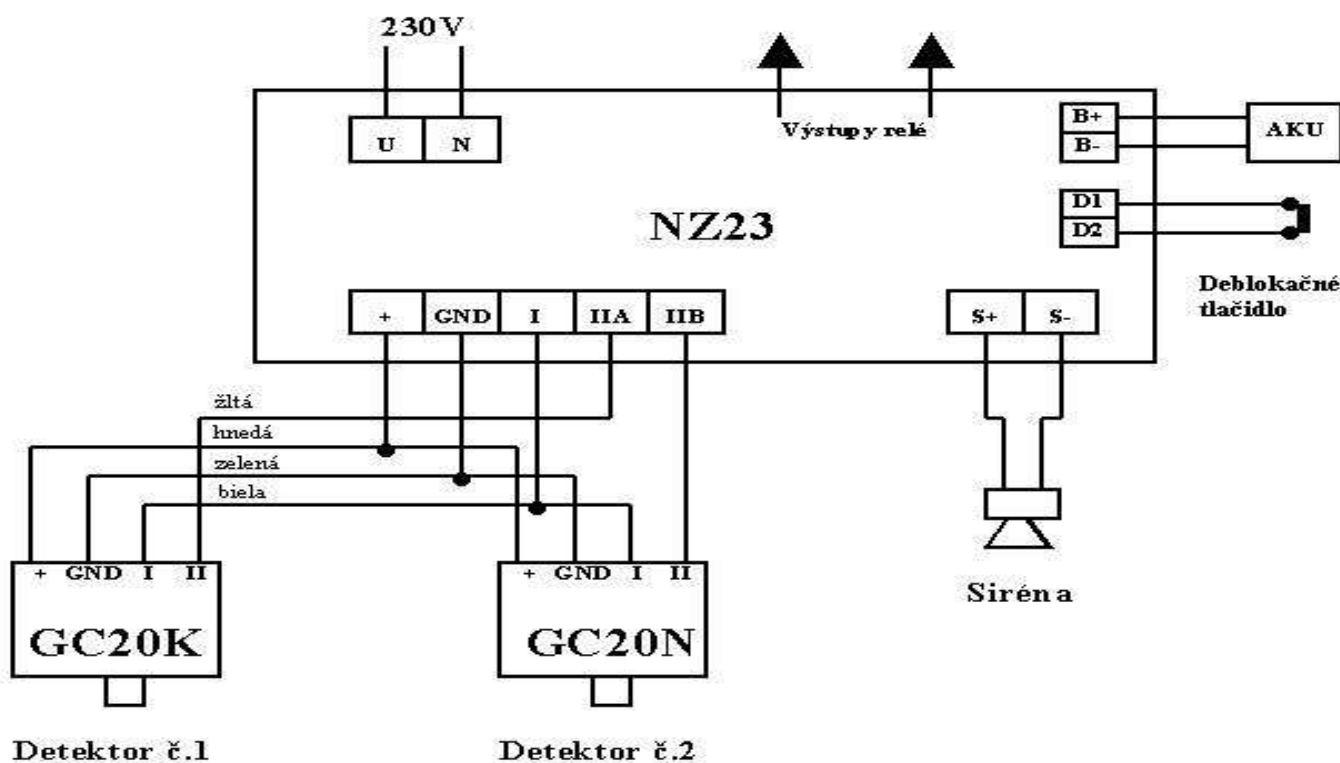 230V
U N
Výstupy relé
B+
B-
AKU
NZ23
D1
D2
Deblokačné
tlačidlo
+ GND I IIA IIB
S+ S-
žltá
hnedá
zelená
biela
+ GND I II
GC20K
+ GND I II
GC20N
Siréna
Detektor č.1
Detektor č.2